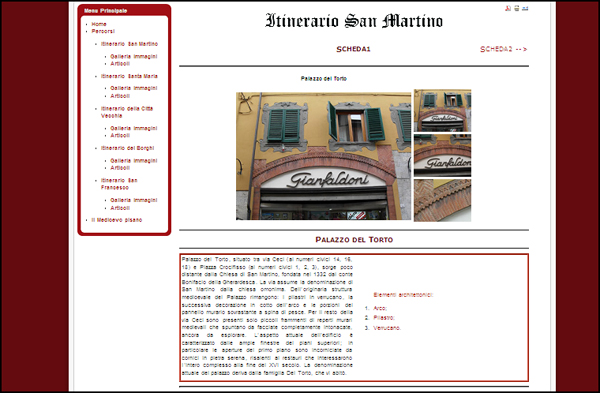 Menu Principale
Home
Percorsi
Itinerario San Martino
Galleria Immagini
Articoli
Itinerario Santa Maria
Galleria Immagini
Articoli
Itinerario della Città
Vecchia
Galleria Immagini
Articoli
Itinerario dei Borghi
Galleria Immagini
Articoli
Itinerario San
Francesco
Galleria Immagini
Articoli
Il Medioevo pisano
Itinerario San Martino
SCHEDA1
SCHEDA2 -->
Palazzo del Torto
Gianfaldoni
Gianfaldoni
PALAZZO DEL TORTO
Palazzo del Torto, situato tra via Ceci (ai numeri civici 14, 16,
18) e Piazza Crocifisso (ai numeri civici 1, 2, 3), sorge poco
distante dalla Chiesa di San Martino, fondata nel 1332 dal conte
Bonifacio della Gherardesca. La via assume la denominazione di
San Martino dalla chiesa omonima. Dell'originaria struttura
medioevale del Palazzo rimangono: i pilastri in verrucano, la
successiva decorazione in cotto dell'arco e le porzioni del
pannello murario sovrastante a spina di pesce. Per il resto della
via Ceci sono presenti solo piccoli frammenti di reperti murari
medievali che spuntano da facciate completamente intonacate,
ancora da esplorare. L'aspetto attuale dell'edificio è
caratterizzato dalle ampie finestre dei piani superiori; in
particolare le aperture del primo piano sono incorniciate da
cornici in pietra serena, risalenti ai restauri che interessarono
l'intero complesso alla fine del XVI secolo. La denominazione
attuale del palazzo deriva dalla famiglia Del Torto, che vi abitò.
Elementi architettonici:
1. Arco;
2. Pilastro;
3. Verrucano.